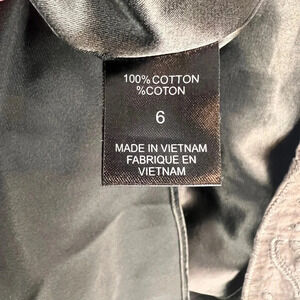 100% COTTON
%COTON
6
MADE IN VIETNAM
FABRIQUE EN
VIETNAM